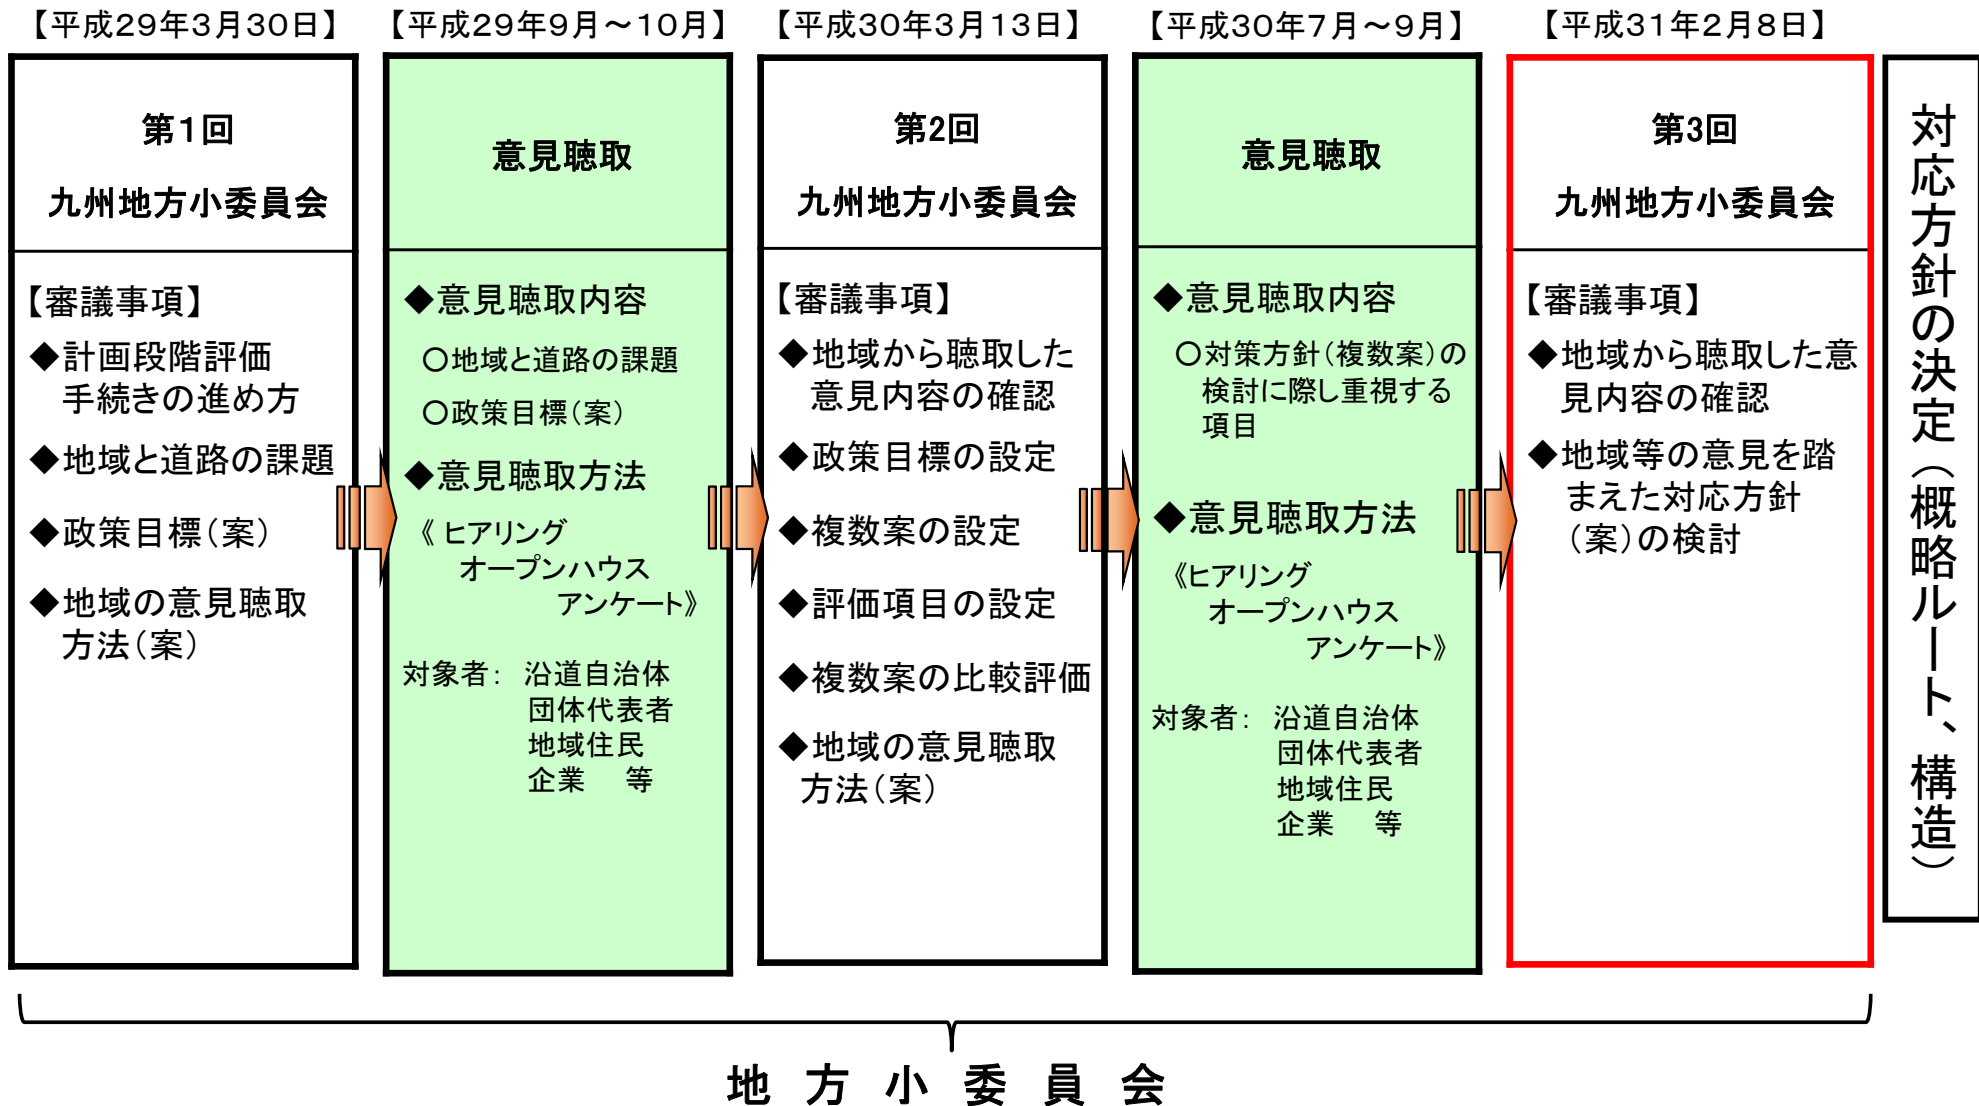 【平成29年3月30日】
第1回
九州地方小委員会
【審議事項】
◆計画段階評価
手続きの進め方
◆地域と道路の課題
◆政策目標（案）
◆地域の意見聴取
方法（案）
【平成29年9月～10月】
意見聴取
◆意見聴取内容
○地域と道路の課題
○政策目標（案）
◆意見聴取方法
《ヒアリング
オープンハウス
アンケート》
対象者： 沿道自治体
団体代表者
地域住民
企業 等
【平成30年3月13日】
第2回
九州地方小委員会
【審議事項】
◆地域から聴取した
意見内容の確認
◆政策目標の設定
◆複数案の設定
◆評価項目の設定
◆複数案の比較評価
◆地域の意見聴取
方法（案）
【平成30年7月～9月】
意見聴取
◆意見聴取内容
○対策方針（複数案）の
検討に際し重視する
項目
◆意見聴取方法
《ヒアリング
オープンハウス
アンケート》
対象者： 沿道自治体
団体代表者
地域住民
企業 等
【平成31年2月8日】
第3回
九州地方小委員会
【審議事項】
◆地域から聴取した意
見内容の確認
◆地域等の意見を踏
まえた対応方針
（案）の検討
対応方針の決定（概略ルート、構造）
地方小委員会